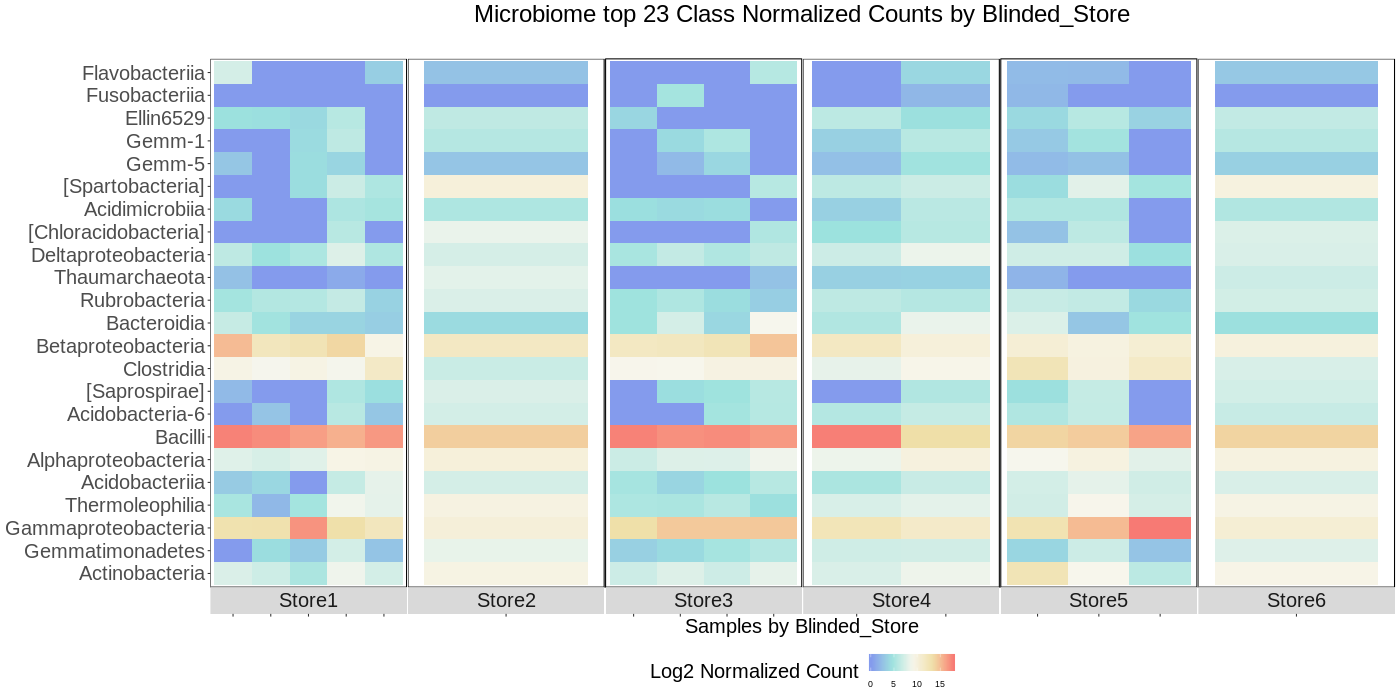 Microbiome top 23 Class Normalized Counts by Blinded_Store
Flavobacteriia
Fusobacteriia
Ellin6529
Gemm-1
Gemm-5
[Spartobacteria]
Acidimicrobiia
[Chloracidobacteria]
Deltaproteobacteria
Thaumarchaeota
Rubrobacteria
Bacteroidia
Betaproteobacteria
Clostridia
[Saprospirae]
Acidobacteria-6
Bacilli
Alphaproteobacteria
Acidobacteriia
Thermoleophilia
Gammaproteobacteria
Gemmatimonadetes
Actinobacteria
Store1 Store2 Store3 Store4 Store5 Store6
Samples by Blinded_Store
Log2 Normalized Count
0 5 10 15